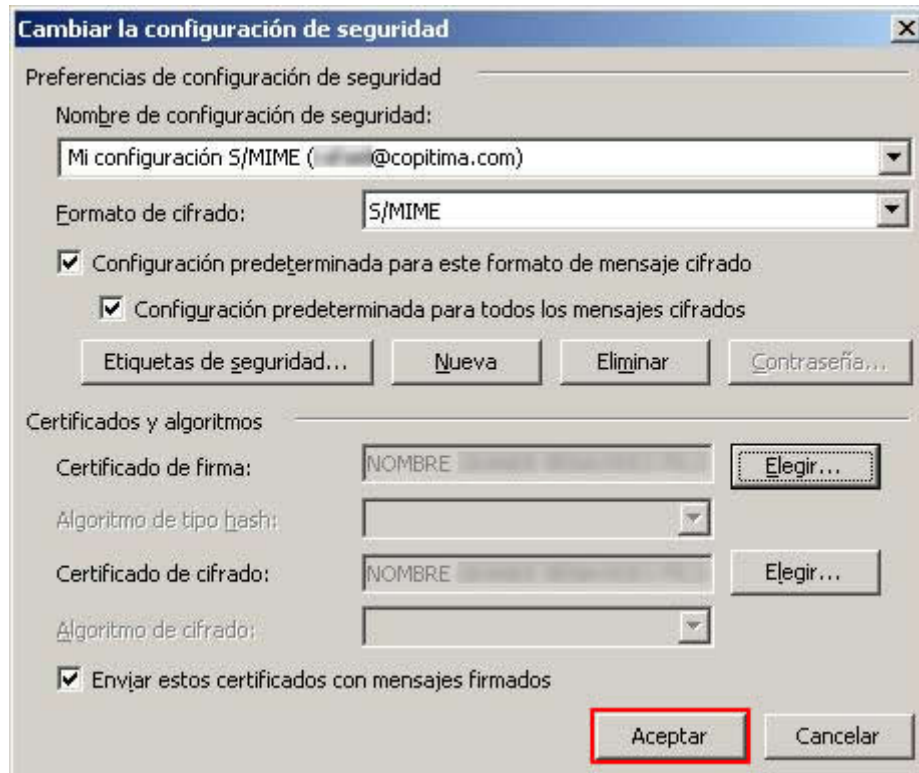 Cambiar la configuración de seguridad
Preferencias de configuración de seguridad
Nombre de configuración de seguridad:
Mi configuración S/MIME ( @copitima.com)
Formato de cifrado: S/MIME
Configuración predeterminada para este formato de mensaje cifrado
Configuración predeterminada para todos los mensajes cifrados
Etiquetas de seguridad... Nueva Eliminar Contraseña...
Certificados y algoritmos
Certificado de firma: NOMBRE Elegir...
Algoritmo de tipo hash:
Certificado de cifrado: NOMBRE Elegir...
Algoritmo de cifrado:
Enviar estos certificados con mensajes firmados
Aceptar Cancelar